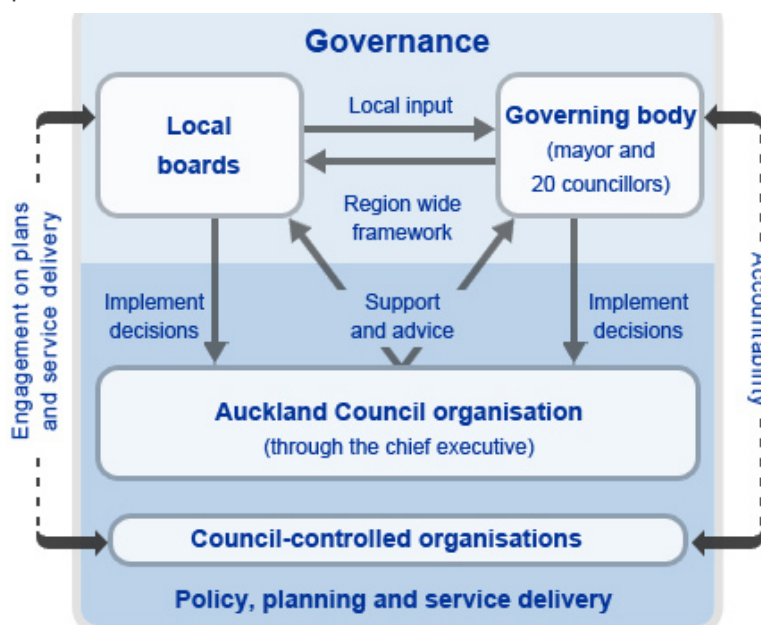 Governance
Local
boards
Local input
Governing body
(mayor and
20 councillors)
Region wide
framework
Engagement on plans
and service delivery
Accountability
Implement
decisions
Support
and advice
Implement
decisions
Auckland Council organisation
(through the chief executive)
Council-controlled organisations
Policy, planning and service delivery